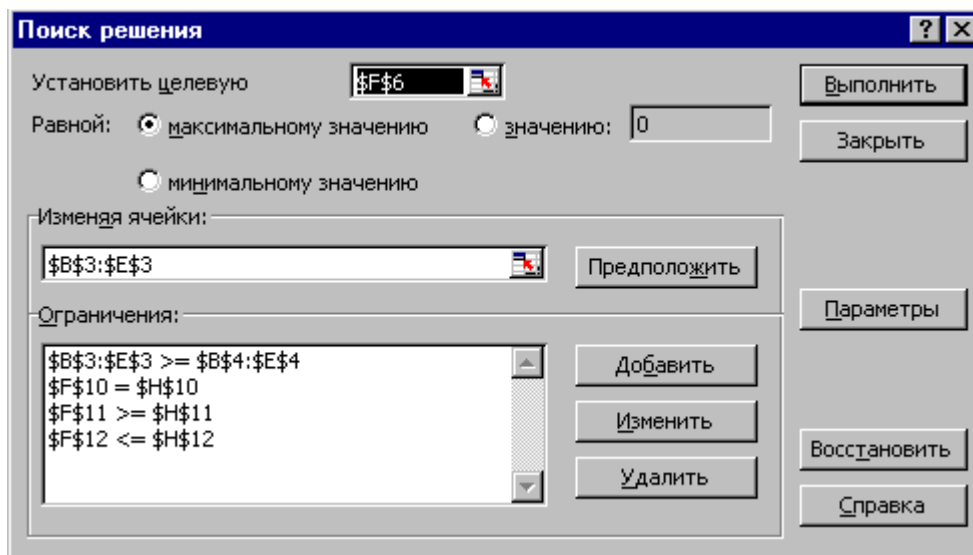 Поиск решения
Установить целевую $F$6
Выполнить
Равной: максимальному значению значению: 0
Закрыть
минимальному значению
Изменяя ячейки:
$B$3:$E$3
Предположить
Параметры
Ограничения:
$B$3:$E$3 >= $B$4:$E$4
$F$10 = $H$10
$F$11 >= $H$11
$F$12 <= $H$12
Добавить
Изменить
Удалить
Восстановить
Справка